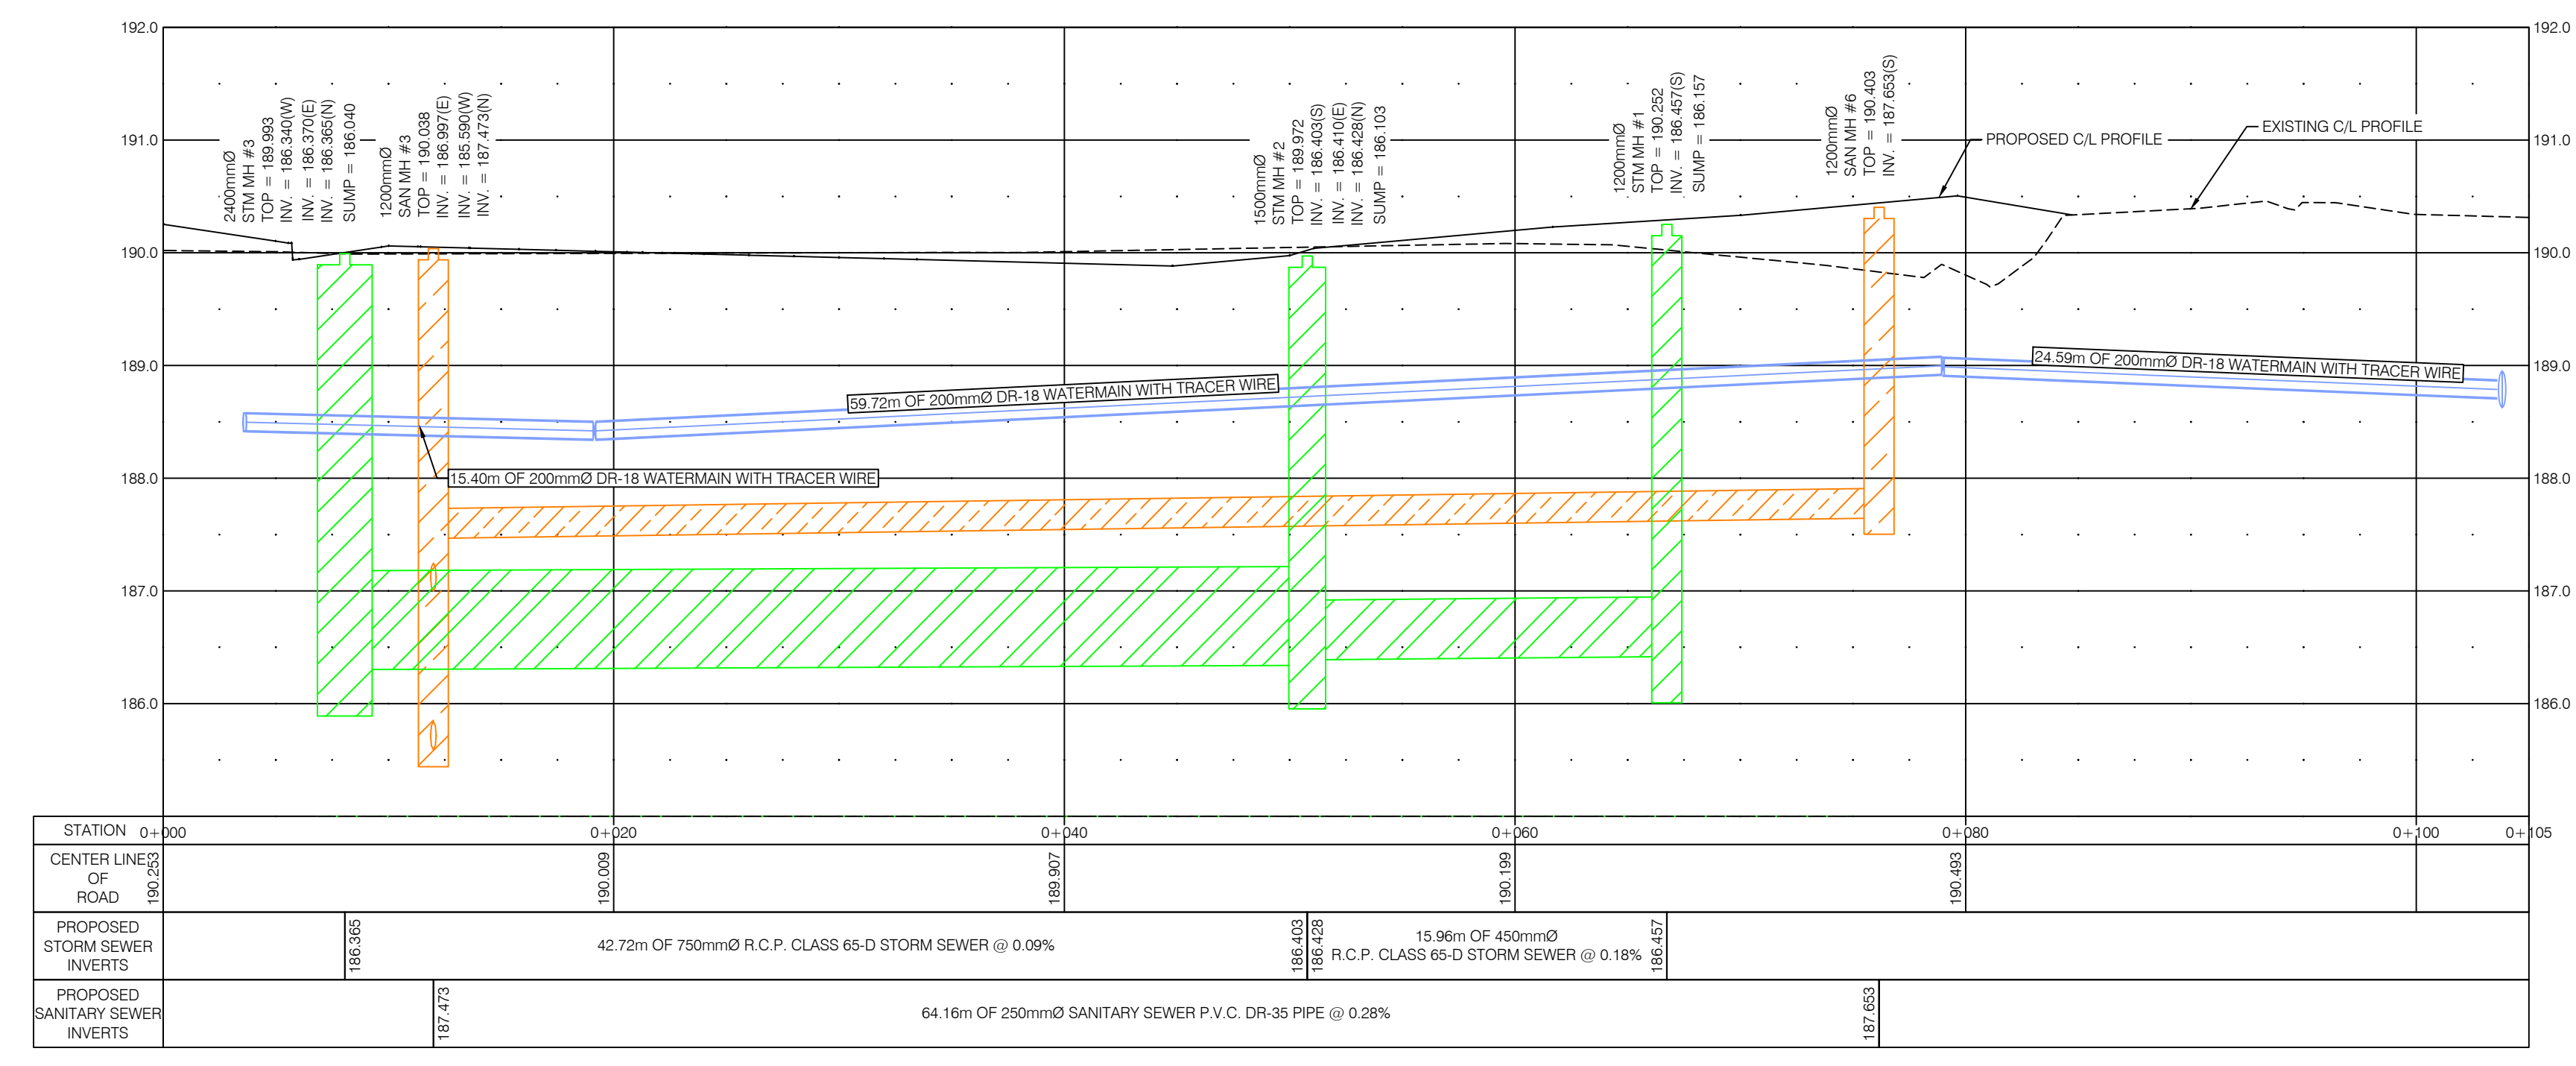 192.0
192.0
191.0
191.0
190.0
190.0
189.0
189.0
188.0
188.0
187.0
187.0
186.0
186.0
2400mmØ
STM MH #3
TOP = 189.993
INV. = 186.340(W)
INV. = 186.370(E)
INV. = 186.365(N)
SUMP = 186.040
1200mmØ
SAN MH #3
TOP = 190.038
INV. = 186.997(E)
INV. = 185.590(W)
INV. = 187.473(N)
1500mmØ
STM MH #2
TOP = 189.972
INV. = 186.403(S)
INV. = 186.410(E)
INV. = 186.428(N)
SUMP = 186.103
1200mmØ
STM MH #1
TOP = 190.252
INV. = 186.457(S)
SUMP = 186.157
1200mmØ
SAN MH #6
TOP = 190.403
INV. = 187.653(S)
PROPOSED C/L PROFILE
EXISTING C/L PROFILE
59.72m OF 200mmØ DR-18 WATERMAIN WITH TRACER WIRE
24.59m OF 200mmØ DR-18 WATERMAIN WITH TRACER WIRE
15.40m OF 200mmØ DR-18 WATERMAIN WITH TRACER WIRE
STATION
0+000
0+020
0+040
0+060
0+080
0+100
0+105
CENTER LINE
OF
ROAD
190.253
190.009
189.907
190.199
190.493
PROPOSED
STORM SEWER
INVERTS
186.365
42.72m OF 750mmØ R.C.P. CLASS 65-D STORM SEWER @ 0.09%
186.403
186.428
15.96m OF 450mmØ
R.C.P. CLASS 65-D STORM SEWER @ 0.18%
186.457
PROPOSED
SANITARY SEWER
INVERTS
187.473
64.16m OF 250mmØ SANITARY SEWER P.V.C. DR-35 PIPE @ 0.28%
187.653